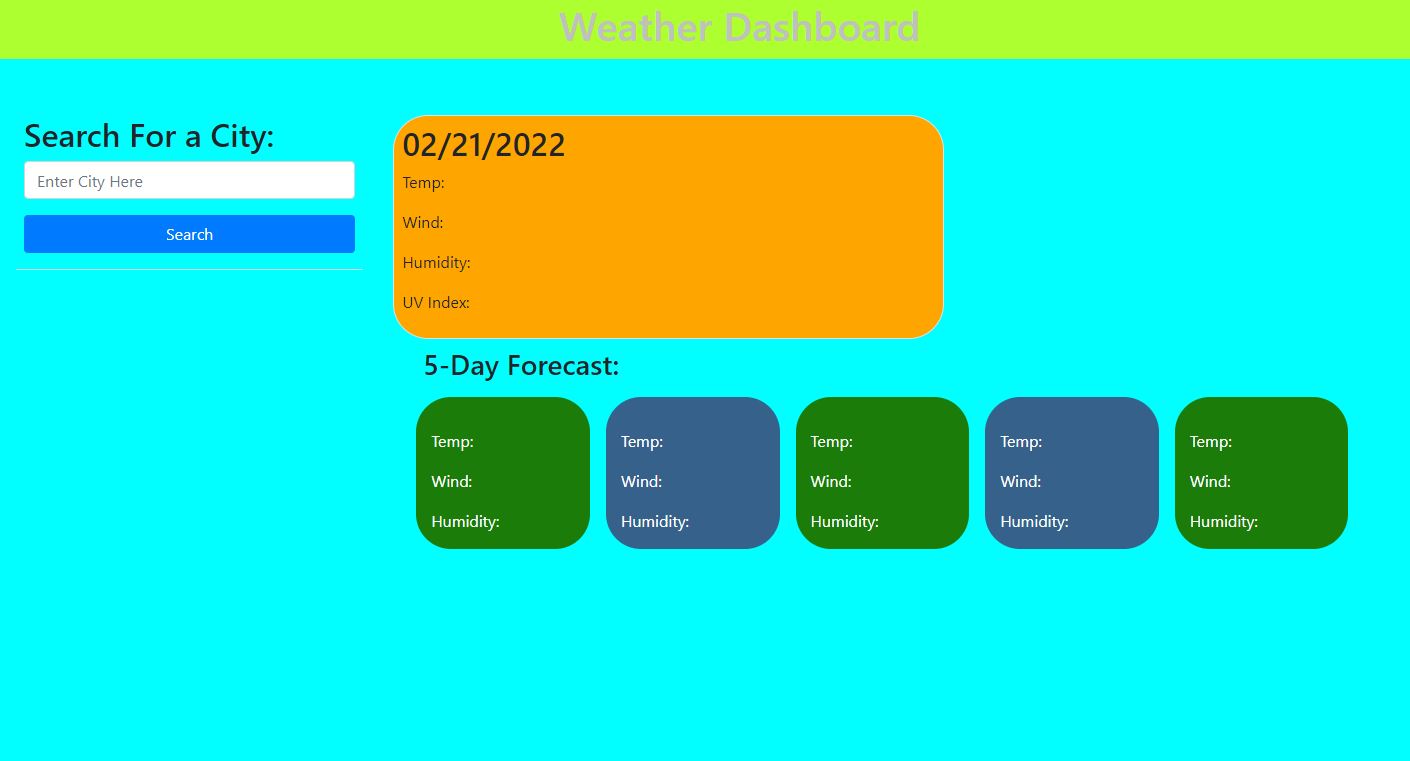 Weather Dashboard
Search For a City:
Enter City Here
Search
02/21/2022
Temp:
Wind:
Humidity:
UV Index:
5-Day Forecast:
Temp:
Wind:
Humidity:
Temp:
Wind:
Humidity:
Temp:
Wind:
Humidity:
Temp:
Wind:
Humidity:
Temp:
Wind:
Humidity: